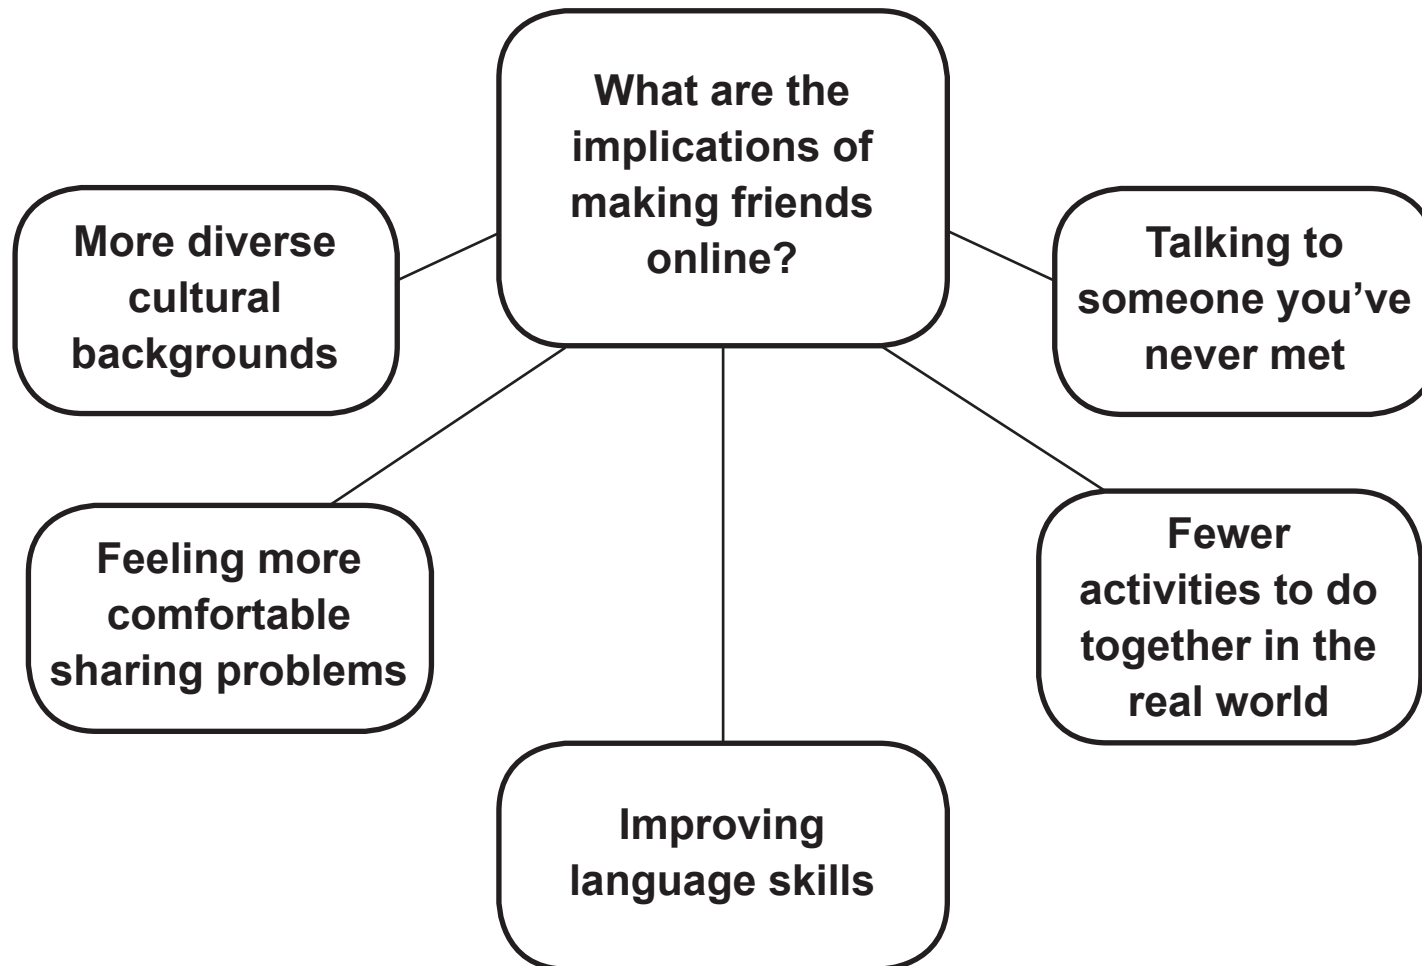 What are the
implications of
making friends
online?
More diverse
cultural
backgrounds
Talking to
someone you’ve
never met
Feeling more
comfortable
sharing problems
Fewer
activities to do
together in the
real world
Improving
language skills